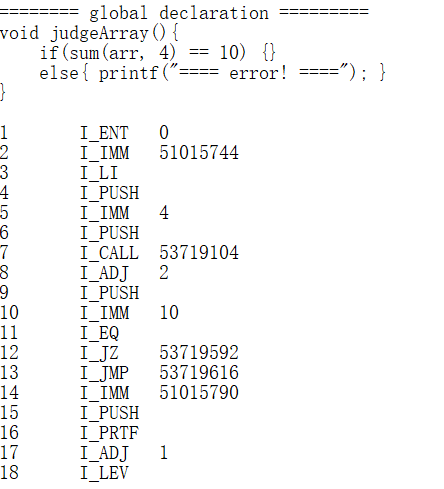 ======== global declaration =========
void judgeArray(){
    if(sum(arr, 4) == 10) {}
    else{ printf("==== error! ===="); }
}

1       I_ENT   0
2       I_IMM   51015744
3       I_LI
4       I_PUSH
5       I_IMM   4
6       I_PUSH
7       I_CALL  53719104
8       I_ADJ   2
9       I_PUSH
10      I_IMM   10
11      I_EQ
12      I_JZ    53719592
13      I_JMP   53719616
14      I_IMM   51015790
15      I_PUSH
16      I_PRTF
17      I_ADJ   1
18      I_LEV